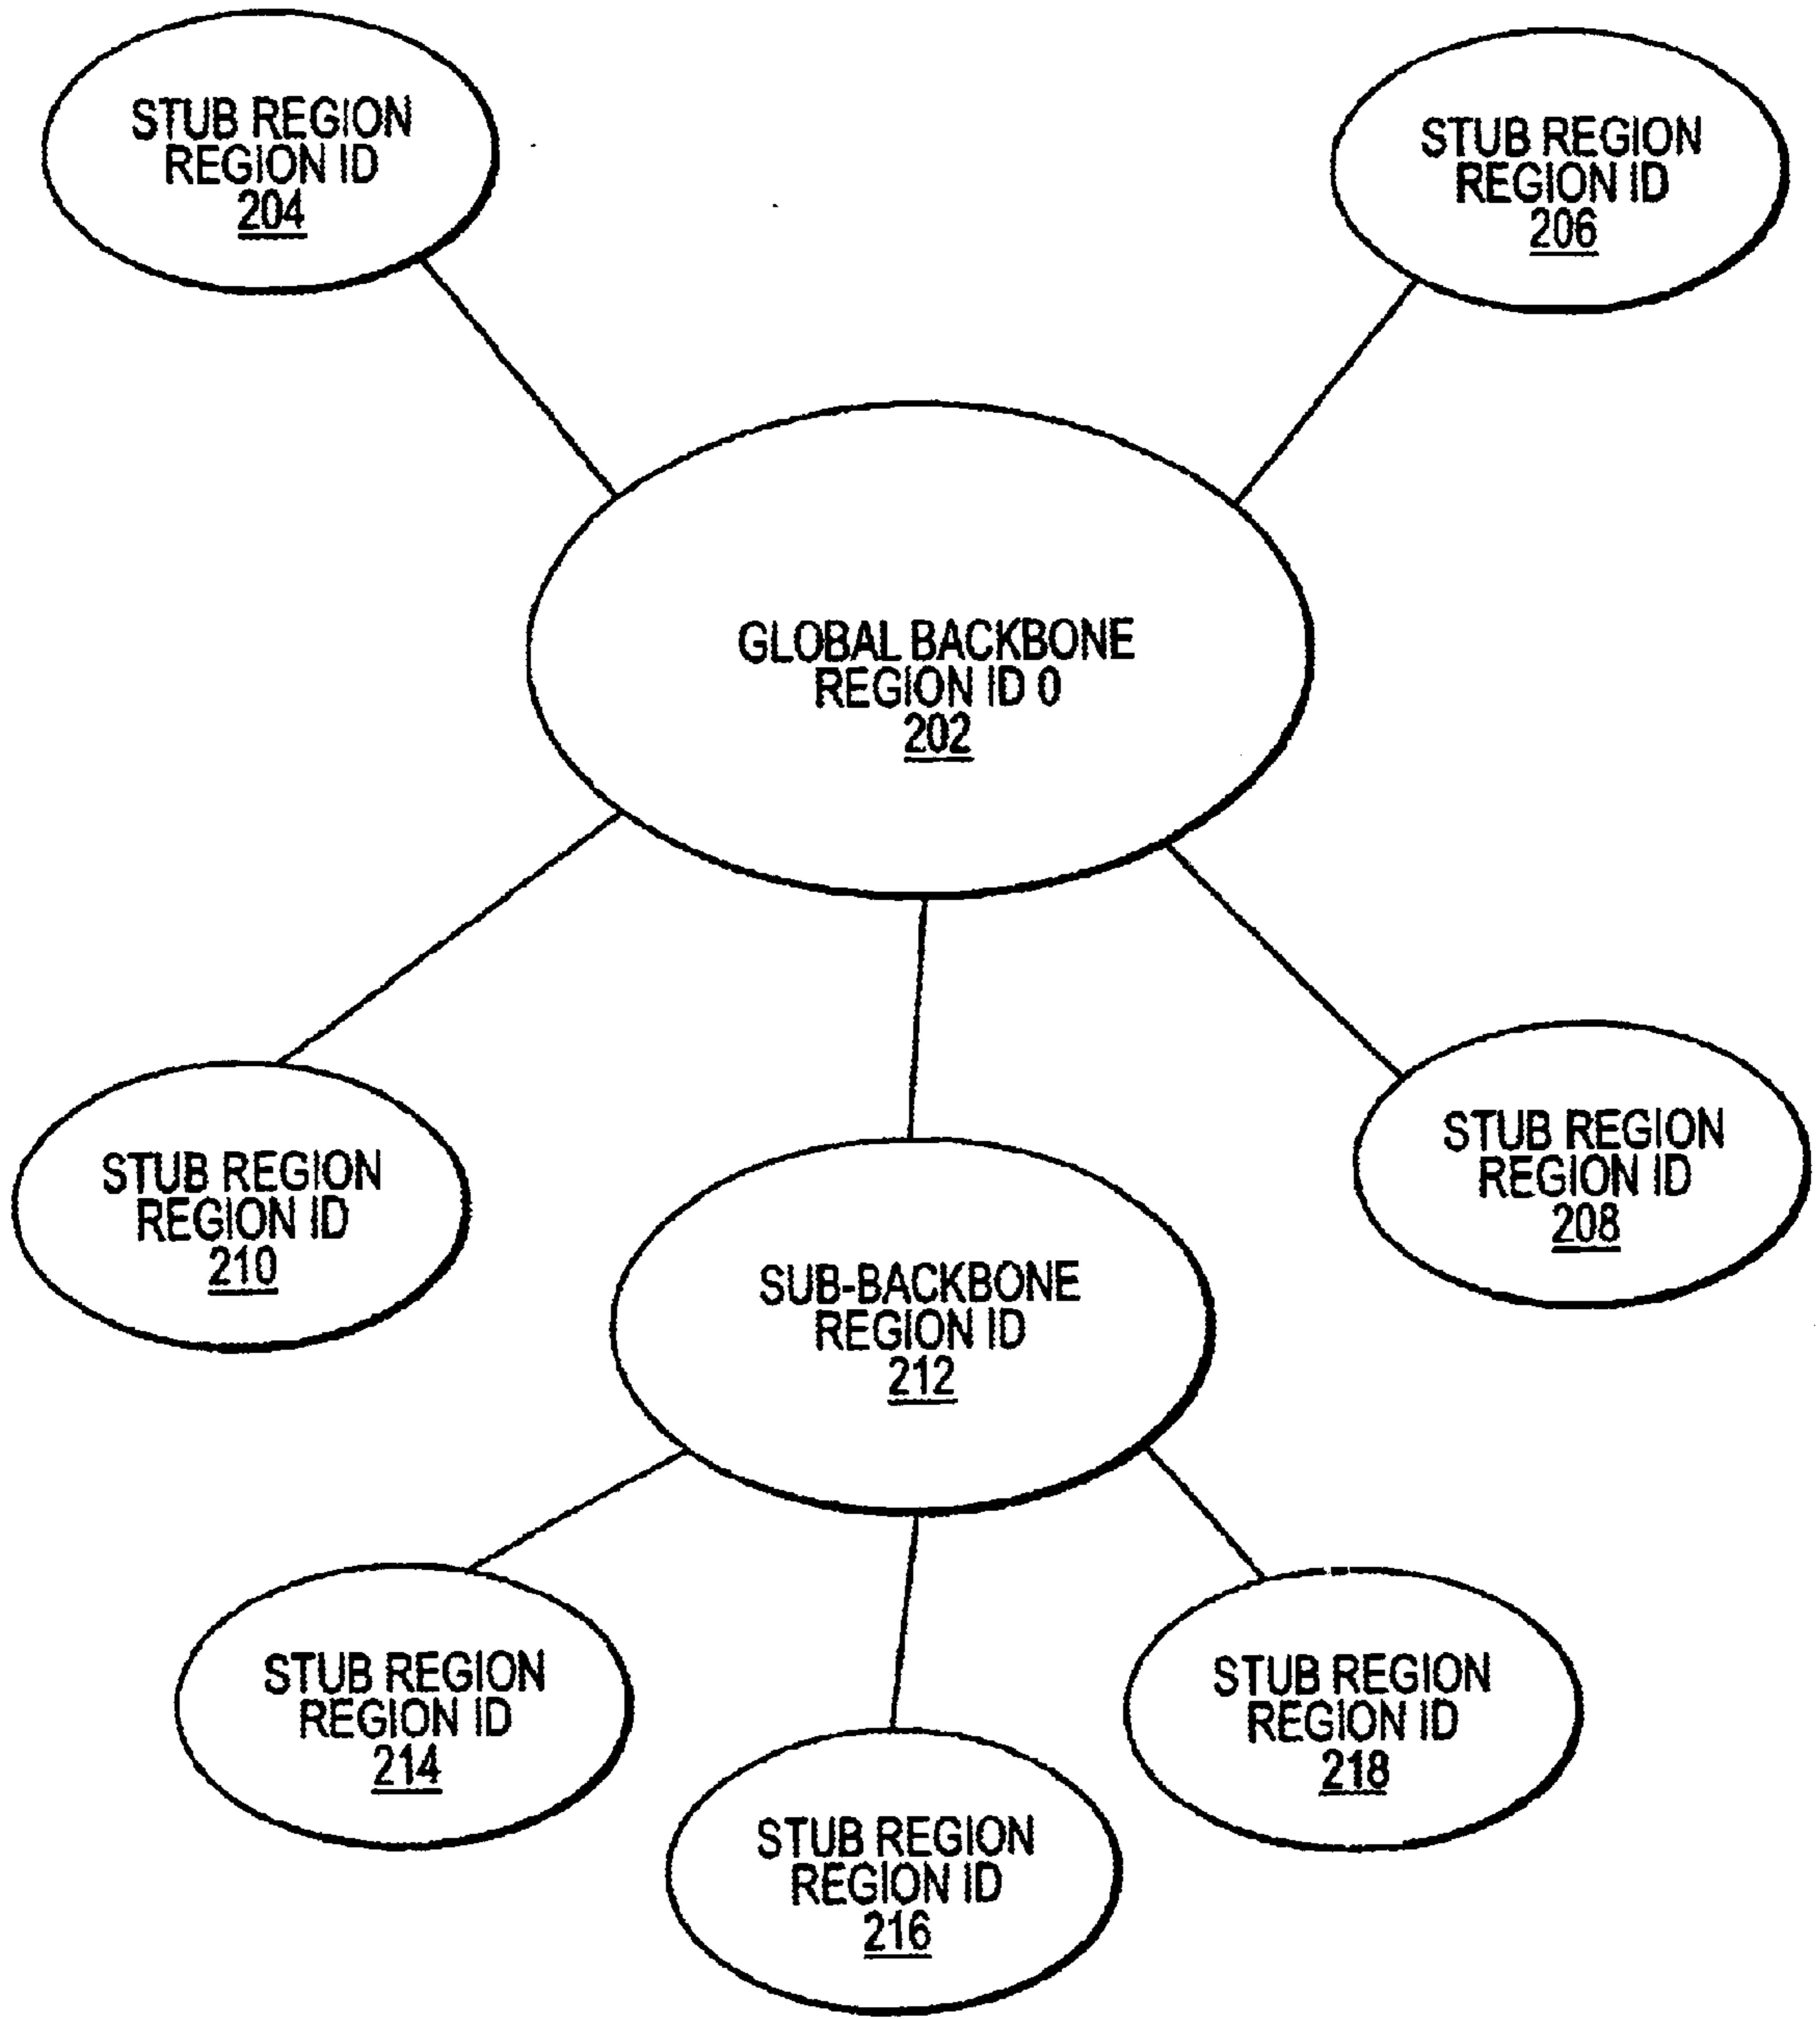 STUB REGION
REGION ID
204
STUB REGION
REGION ID
206
GLOBAL BACKBONE
REGION ID 0
202
STUB REGION
REGION ID
210
STUB REGION
REGION ID
208
SUB-BACKBONE
REGION ID
212
STUB REGION
REGION ID
214
STUB REGION
REGION ID
216
STUB REGION
REGION ID
218